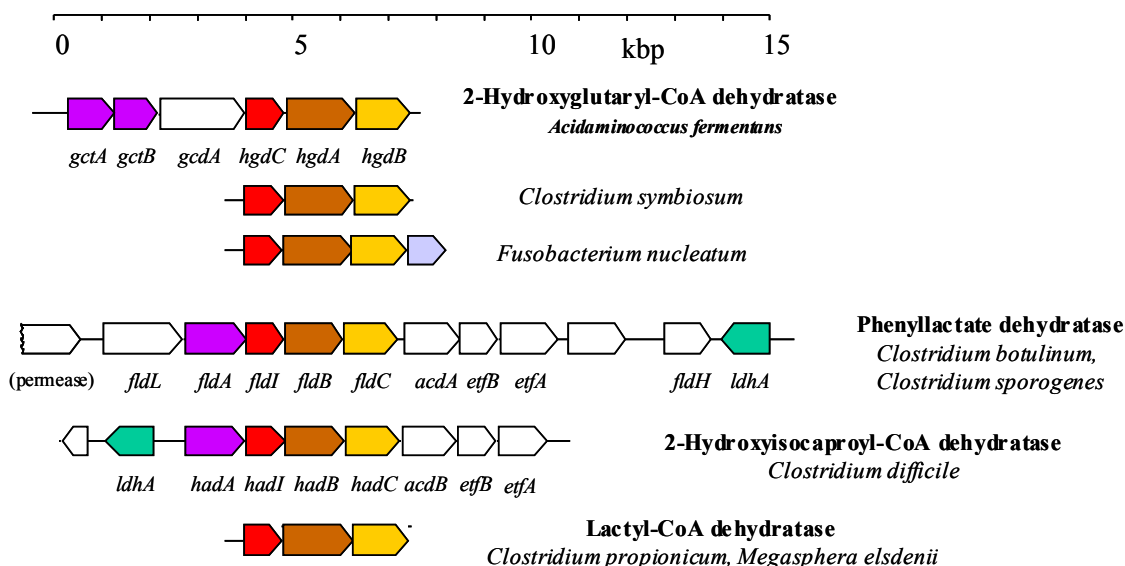 0 5 10 kbp 15
2-Hydroxyglutaryl-CoA dehydratase
Acidaminococcus fermentans
gctA gctB gcdA hgdC hgdA hgdB
Clostridium symbiosum
Fusobacterium nucleatum
Phenyllactate dehydratase
Clostridium botulinum,
Clostridium sporogenes
(permease) fldL fldA fldI fldB fldC acdA etfB etfA fldH ldhA
2-Hydroxyisocaproyl-CoA dehydratase
Clostridium difficile
ldhA hadA hadI hadB hadC acdB etfB etfA
Lactyl-CoA dehydratase
Clostridium propionicum, Megasphera elsdenii